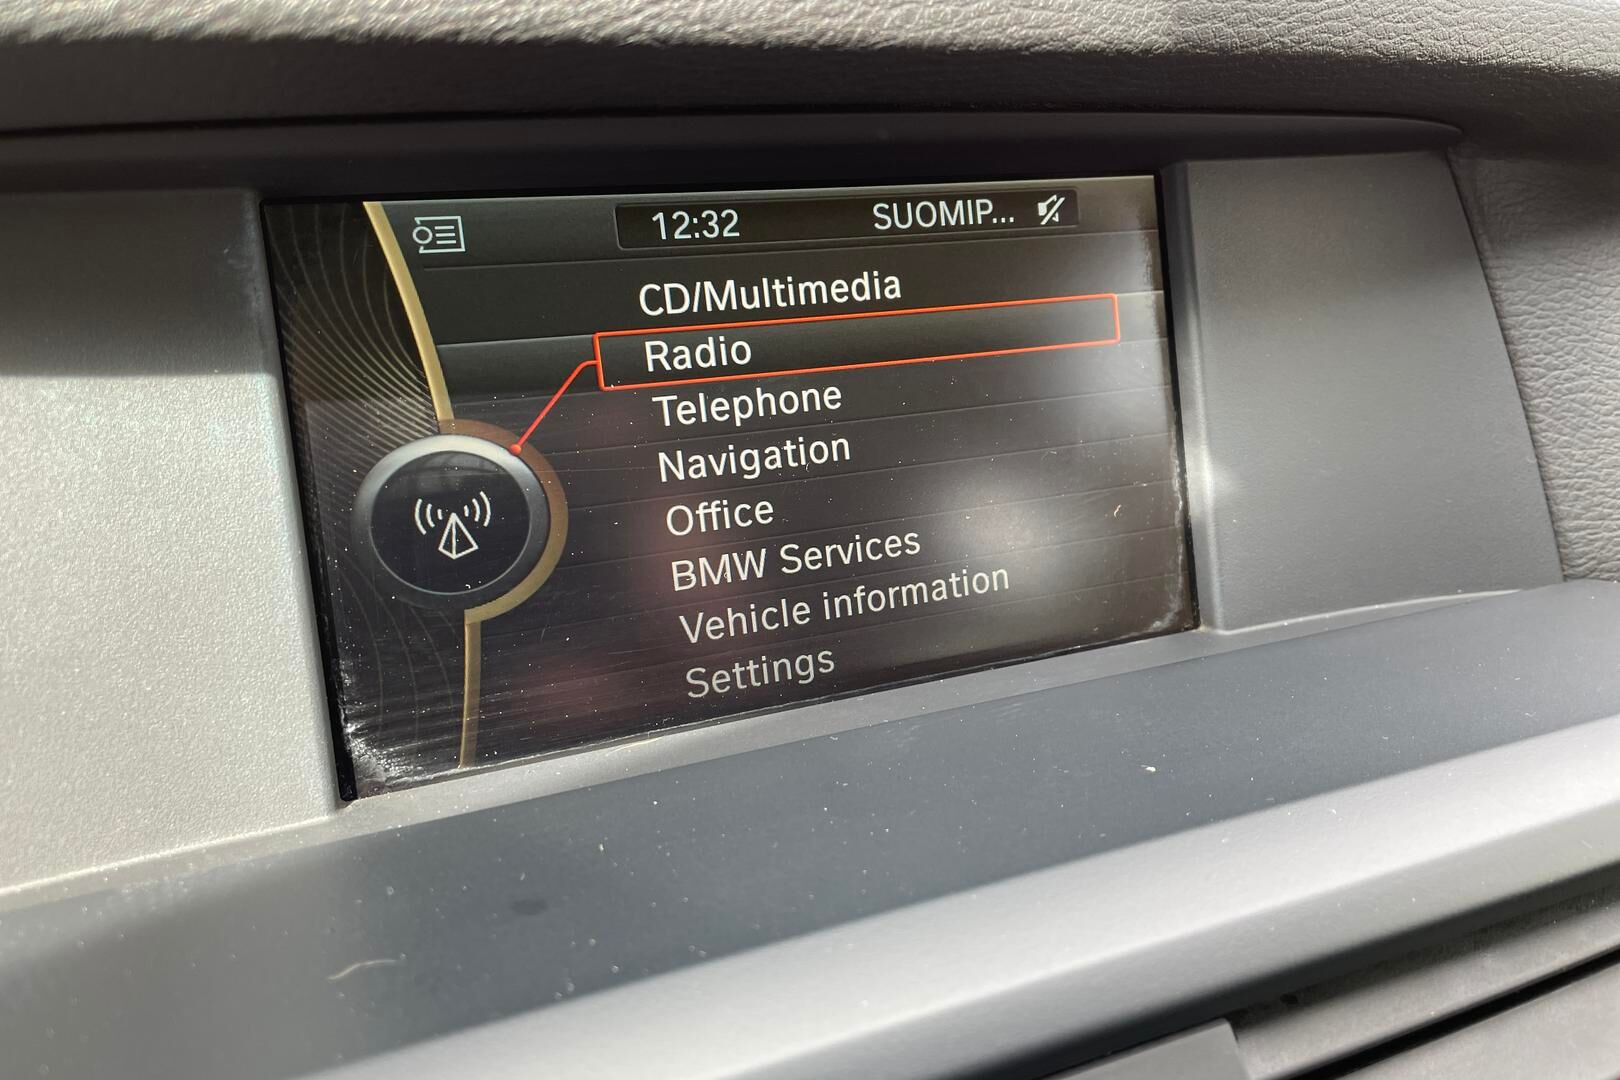 12:32 SUOMIP...
CD/Multimedia
Radio
Telephone
Navigation
Office
BMW Services
Vehicle information
Settings